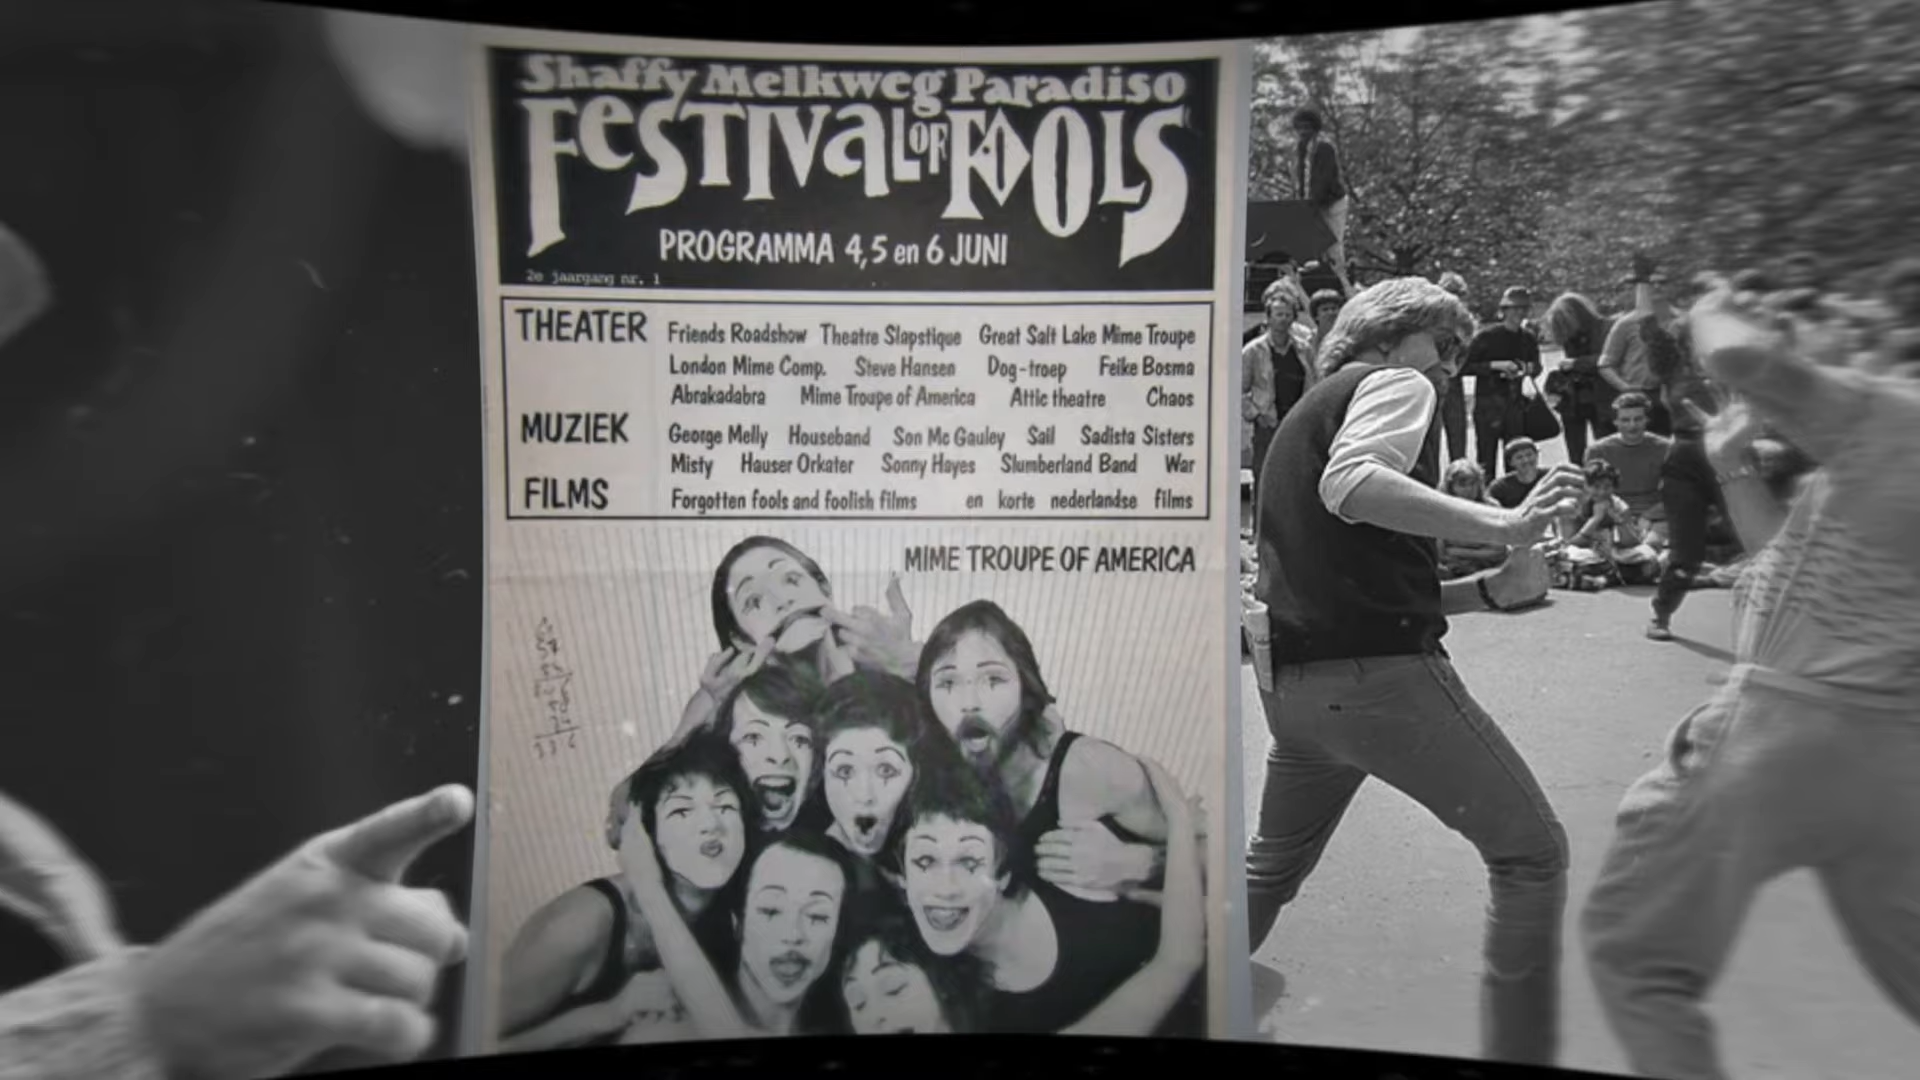 Shaffy Melkweg Paradiso
FESTIVAL OF FOOLS
PROGRAMMA 4,5 en 6 JUNI
2e jaargang nr. 1
THEATER Friends Roadshow Theatre Slapstique Great Salt Lake Mime Troupe
London Mime Comp. Steve Hansen Dog-troep Feike Bosma
Abrakadabra Mime Troupe of America Attic theatre Chaos
MUZIEK George Melly Houseband Son Mc Gauley Sail Sadista Sisters
Misty Hauser Orkater Sonny Hayes Slumberland Band War
FILMS Forgotten fools and foolish films en korte nederlandse films
MIME TROUPE OF AMERICA